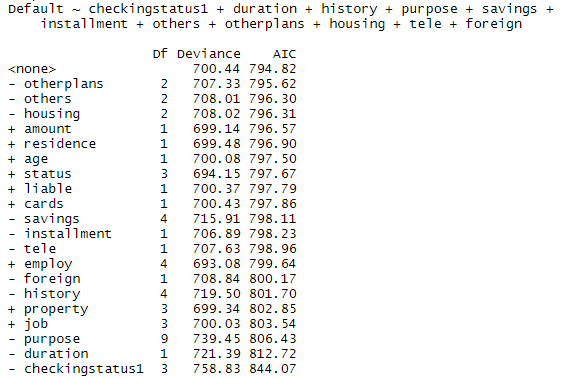 Default ~ checkingstatus1 + duration + history + purpose + savings +
    installment + others + otherplans + housing + tele + foreign
                  Df Deviance    AIC
<none>                 700.44 794.82
- otherplans       2   707.33 795.62
- others           2   708.01 796.30
- housing          2   708.02 796.31
+ amount           1   699.14 796.57
+ residence        1   699.48 796.90
+ age              1   700.08 797.50
+ status           3   694.15 797.67
+ liable           1   700.37 797.79
+ cards            1   700.43 797.86
- savings          4   715.91 798.11
- installment      1   706.89 798.23
- tele             1   707.63 798.96
+ employ           4   693.08 799.64
- foreign          1   708.84 800.17
- history          4   719.50 801.70
+ property         3   699.34 802.85
+ job              3   700.03 803.54
- purpose          9   739.45 806.43
- duration         1   721.39 812.72
- checkingstatus1  3   758.83 844.07